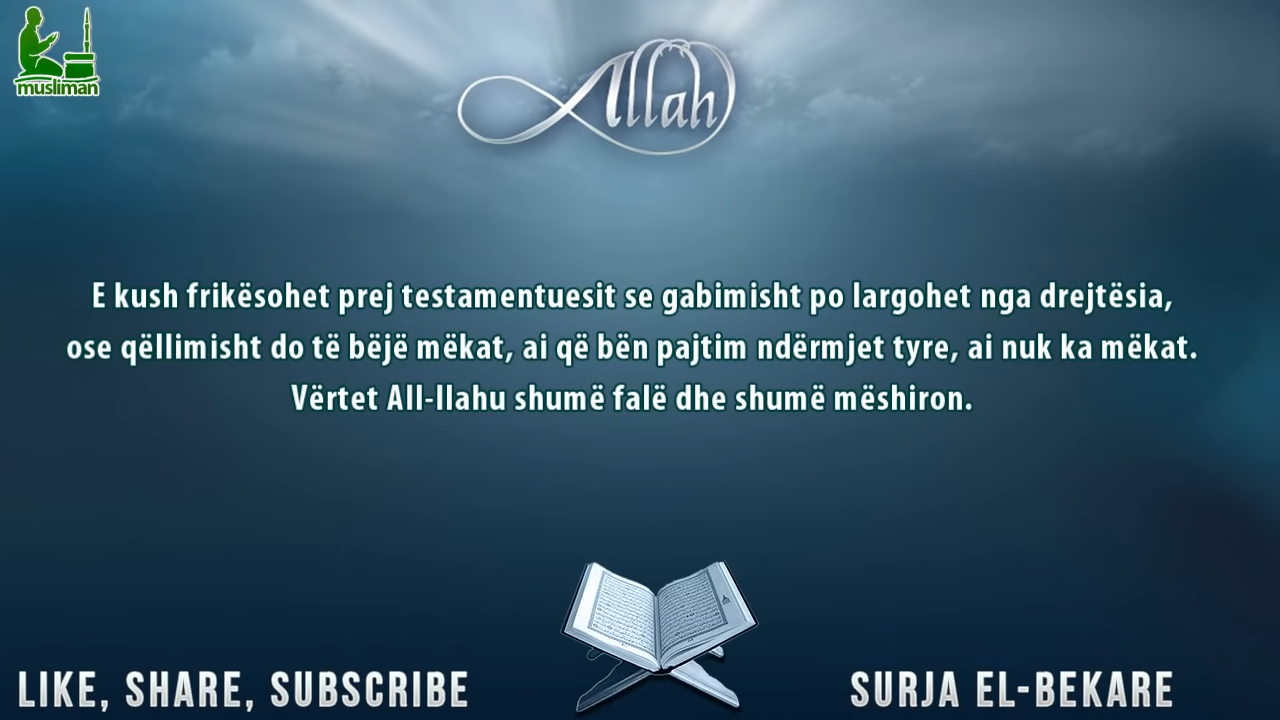 musliman
Allah
E kush frikësohet prej testamentuesit se gabimisht po largohet nga drejtësia,
ose qëllimisht do të bëjë mëkat, ai që bën pajtim ndërmjet tyre, ai nuk ka mëkat.
Vërtet All-llahu shumë falë dhe shumë mëshiron.
LIKE, SHARE, SUBSCRIBE
SURJA EL-BEKARE